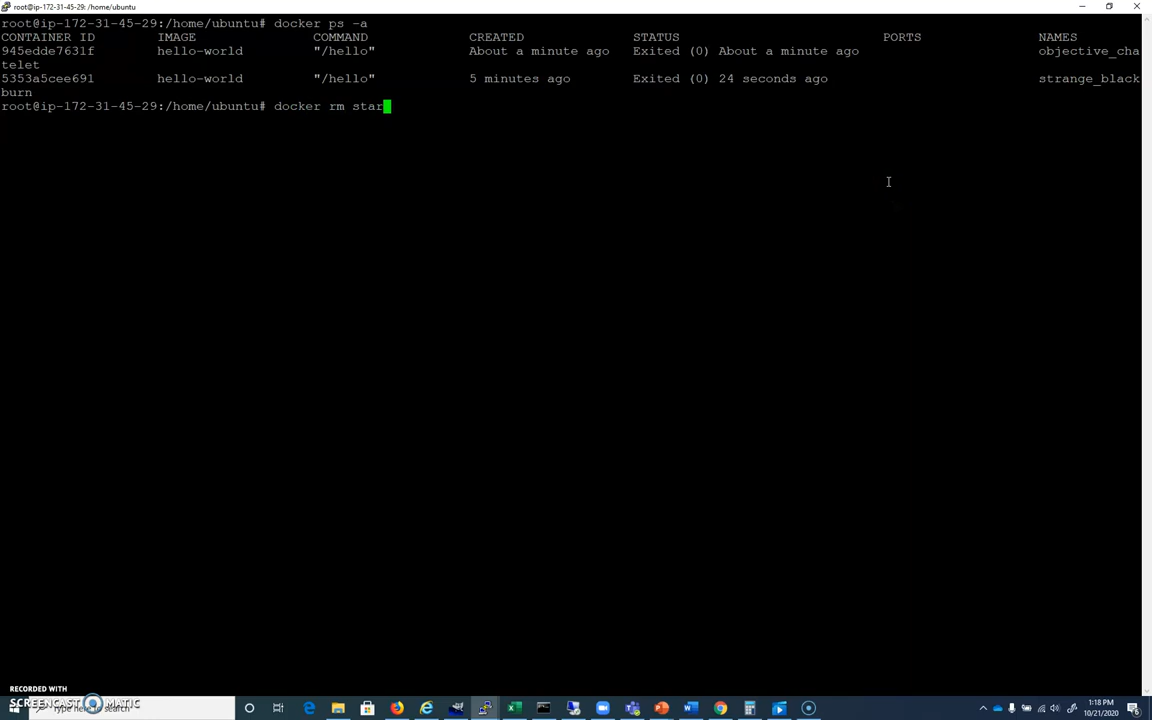 root@ip-172-31-45-29: /home/ubuntu
root@ip-172-31-45-29:/home/ubuntu# docker ps -a
CONTAINER ID IMAGE COMMAND CREATED STATUS PORTS NAMES
945edde7631f hello-world "/hello" About a minute ago Exited (0) About a minute ago objective_cha
telet
5353a5cee691 hello-world "/hello" 5 minutes ago Exited (0) 24 seconds ago strange_black
burn
root@ip-172-31-45-29:/home/ubuntu# docker rm star
RECORDED WITH
SCREENCAST MATIC
Type here to search
1:18 PM
10/21/2020
6